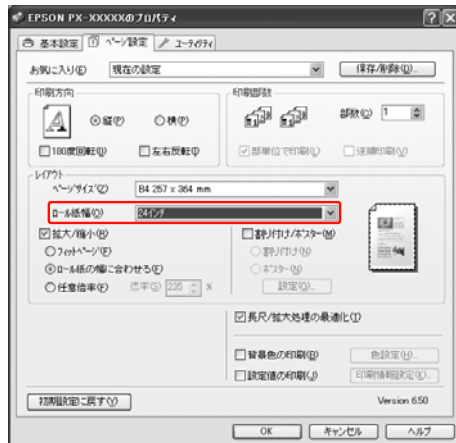 EPSON PX-XXXXXのプロパティ
基本設定 ページ設定 ユーティリティ
お気に入り(E) 現在の設定 保存/削除(D)...
印刷方向
A 縦(P) 横(R)
180度回転(E) 左右反転(I)
印刷部数
部数(C) 1
部単位で印刷(L) 逆順印刷(V)
レイアウト
ページサイズ(Z) B4 257 x 364 mm
ロール紙幅(O) 24インチ
拡大/縮小(B)
フィットページ(F)
ロール紙の幅に合わせる(E)
任意倍率(F) 倍率(S) 235 %
割り付け/ポスター(M)
割り付け(N)
ポスター(N)
設定(G)...
長尺/拡大処理の最適化(T)
背景色の印刷(B) 色設定(H)...
設定値の印刷(J) 印刷情報設定(Q)...
初期設定に戻す(Y) Version 6.50
OK キャンセル ヘルプ